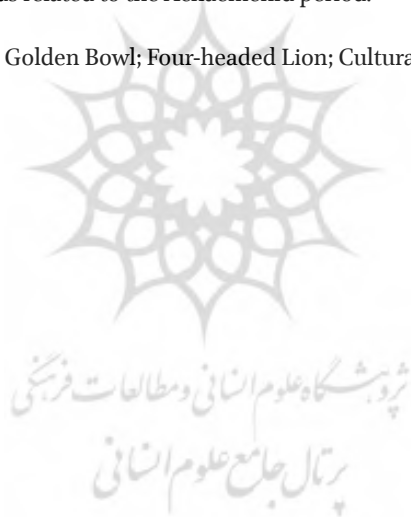 as related to the Achaemenid period.
Golden Bowl; Four-headed Lion; Cultura
پژوهشگاه علوم انسانی و مطالعات فرهنگی
پرتال جامع علوم انسانی